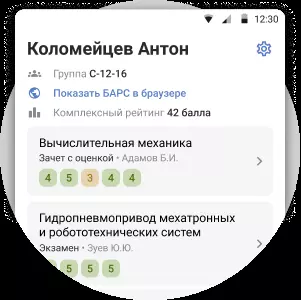 12:30
Коломейцев Антон
Группа С-12-16
Показать БАРС в браузере
Комплексный рейтинг 42 балла
Вычислительная механика
Зачет с оценкой • Адамов Б.И.
4 5 3 4 4
Гидропневмопривод мехатронных
и робототехнических систем
Экзамен • Зуев Ю.Ю.
5 5 5